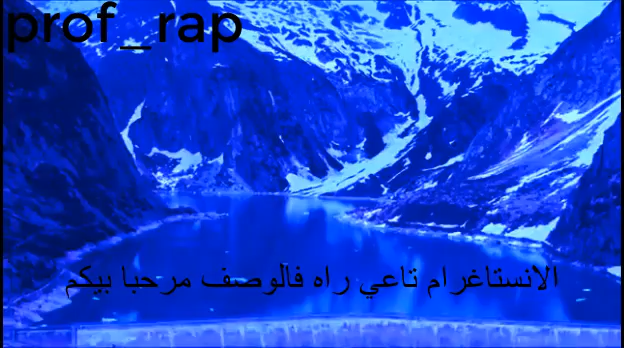 prof_rap
الانستاغرام تاعي راه فالوصف مرحبا بيكم